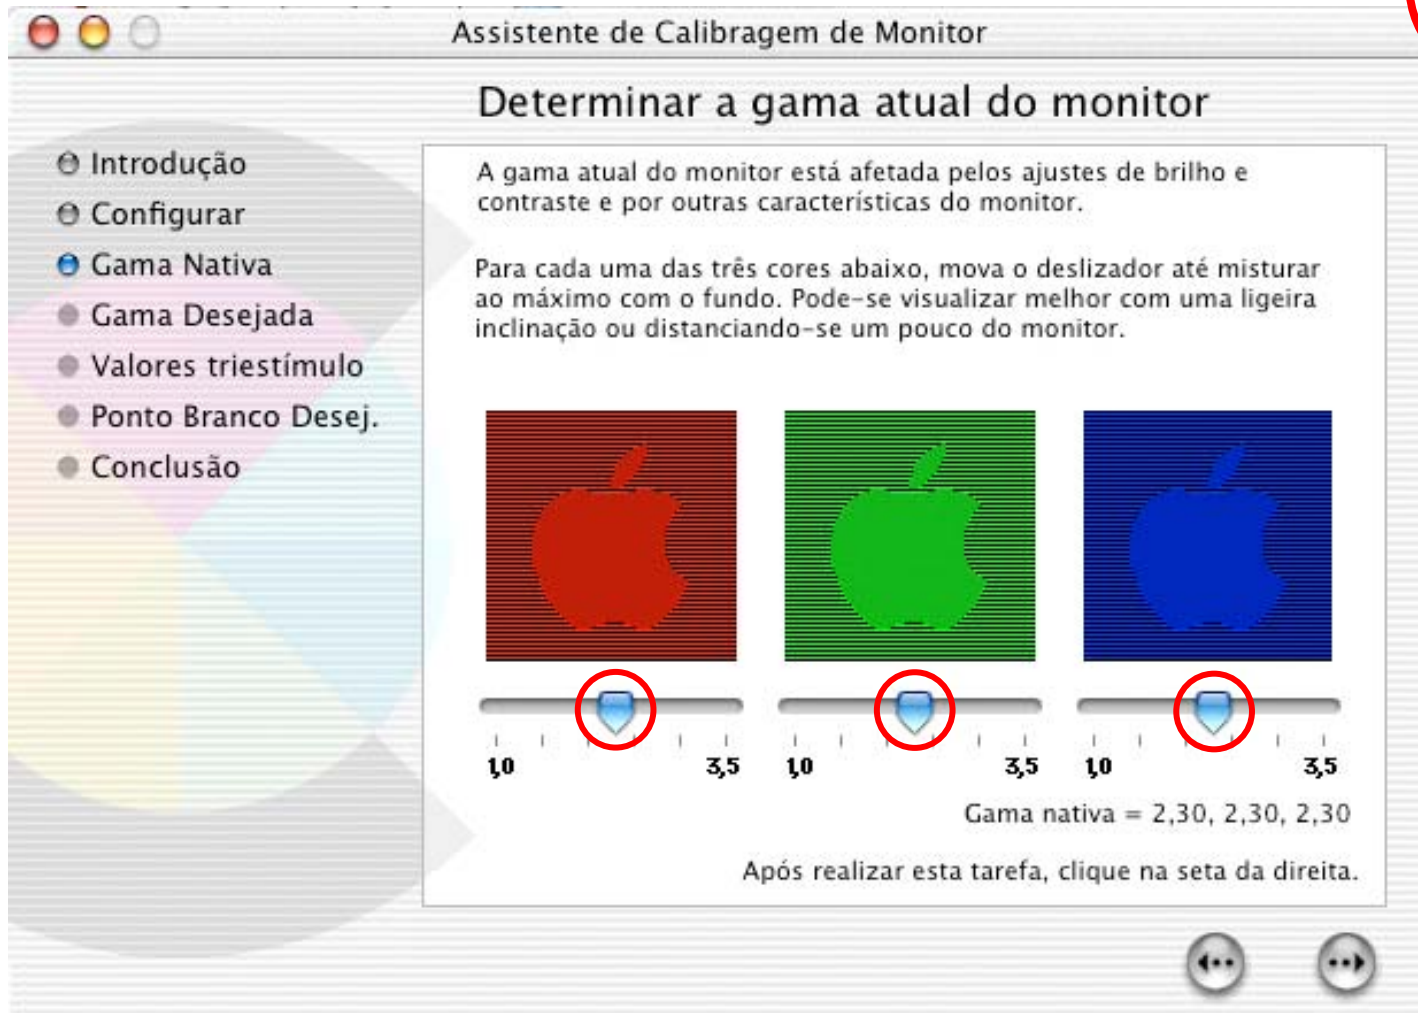 Assistente de Calibragem de Monitor
Determinar a gama atual do monitor
Introdução
Configurar
Gama Nativa
Gama Desejada
Valores triestímulo
Ponto Branco Desej.
Conclusão
A gama atual do monitor está afetada pelos ajustes de brilho e
contraste e por outras características do monitor.
Para cada uma das três cores abaixo, mova o deslizador até misturar
ao máximo com o fundo. Pode-se visualizar melhor com uma ligeira
inclinação ou distanciando-se um pouco do monitor.
1,0 3,5 1,0 3,5 1,0 3,5
Gama nativa = 2,30, 2,30, 2,30
Após realizar esta tarefa, clique na seta da direita.